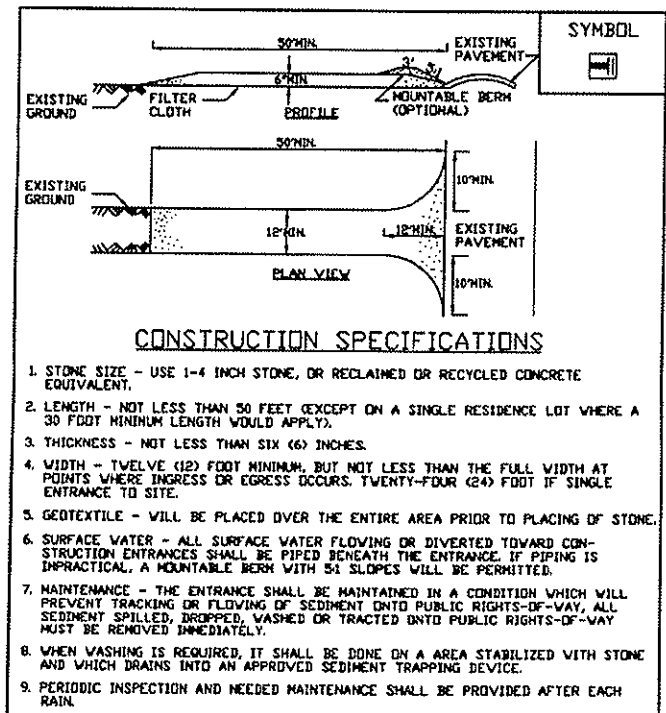 SYMBOL
50'MIN.
3'
5:1
EXISTING
PAVEMENT
6"MIN.
EXISTING
GROUND
FILTER
CLOTH
PROFILE
MOUNTABLE BERM
(OPTIONAL)
50'MIN.
EXISTING
GROUND
10'MIN.
12'MIN.
12'MIN.
EXISTING
PAVEMENT
PLAN VIEW
10'MIN.
CONSTRUCTION SPECIFICATIONS
1. STONE SIZE - USE 1-4 INCH STONE, OR RECLAIMED OR RECYCLED CONCRETE
EQUIVALENT.
2. LENGTH - NOT LESS THAN 50 FEET (EXCEPT ON A SINGLE RESIDENCE LOT WHERE A
30 FOOT MINIMUM LENGTH WOULD APPLY).
3. THICKNESS - NOT LESS THAN SIX (6) INCHES.
4. WIDTH - TWELVE (12) FOOT MINIMUM, BUT NOT LESS THAN THE FULL WIDTH AT
POINTS WHERE INGRESS OR EGRESS OCCURS. TWENTY-FOUR (24) FOOT IF SINGLE
ENTRANCE TO SITE.
5. GEOTEXTILE - WILL BE PLACED OVER THE ENTIRE AREA PRIOR TO PLACING OF STONE.
6. SURFACE WATER - ALL SURFACE WATER FLOWING OR DIVERTED TOWARD CON-
STRUCTION ENTRANCES SHALL BE PIPED BENEATH THE ENTRANCE. IF PIPING IS
IMPRACTICAL, A MOUNTABLE BERM WITH 5:1 SLOPES WILL BE PERMITTED.
7. MAINTENANCE - THE ENTRANCE SHALL BE MAINTAINED IN A CONDITION WHICH WILL
PREVENT TRACKING OR FLOWING OF SEDIMENT ONTO PUBLIC RIGHTS-OF-WAY, ALL
SEDIMENT SPILLED, DROPPED, WASHED OR TRACTED ONTO PUBLIC RIGHTS-OF-WAY
MUST BE REMOVED IMMEDIATELY.
8. WHEN WASHING IS REQUIRED, IT SHALL BE DONE ON A AREA STABILIZED WITH STONE
AND WHICH DRAINS INTO AN APPROVED SEDIMENT TRAPPING DEVICE.
9. PERIODIC INSPECTION AND NEEDED MAINTENANCE SHALL BE PROVIDED AFTER EACH
RAIN.